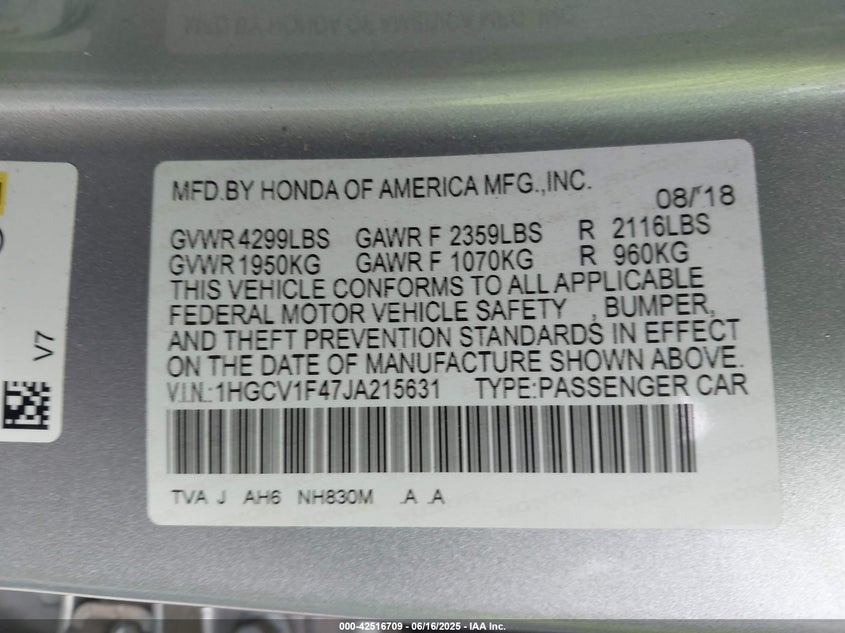 MFD.BY HONDA OF AMERICA MFG.,INC.
08/18
GVWR 4299LBS GAWR F 2359LBS R 2116LBS
GVWR 1950KG GAWR F 1070KG R 960KG
THIS VEHICLE CONFORMS TO ALL APPLICABLE
FEDERAL MOTOR VEHICLE SAFETY , BUMPER,
AND THEFT PREVENTION STANDARDS IN EFFECT
ON THE DATE OF MANUFACTURE SHOWN ABOVE.
V.I.N.:1HGCV1F47JA215631 TYPE:PASSENGER CAR
TVA J AH6 NH830M .A .A
V7
000-42516709 - 06/16/2025 - IAA Inc.